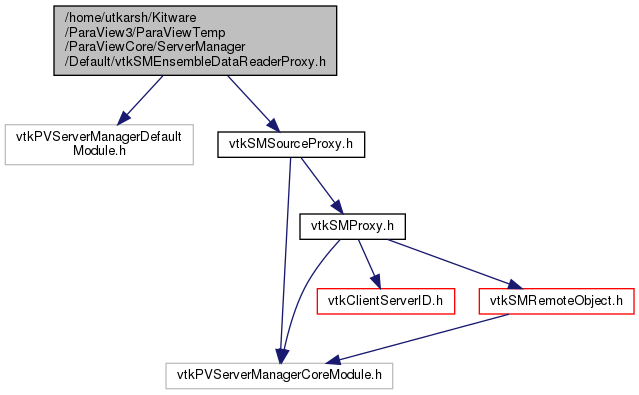 /home/utkarsh/Kitware
/ParaView3/ParaViewTemp
/ParaViewCore/ServerManager
/Default/vtkSMEnsembleDataReaderProxy.h
vtkPVServerManagerDefault
Module.h
vtkSMSourceProxy.h
vtkSMProxy.h
vtkClientServerID.h
vtkSMRemoteObject.h
vtkPVServerManagerCoreModule.h